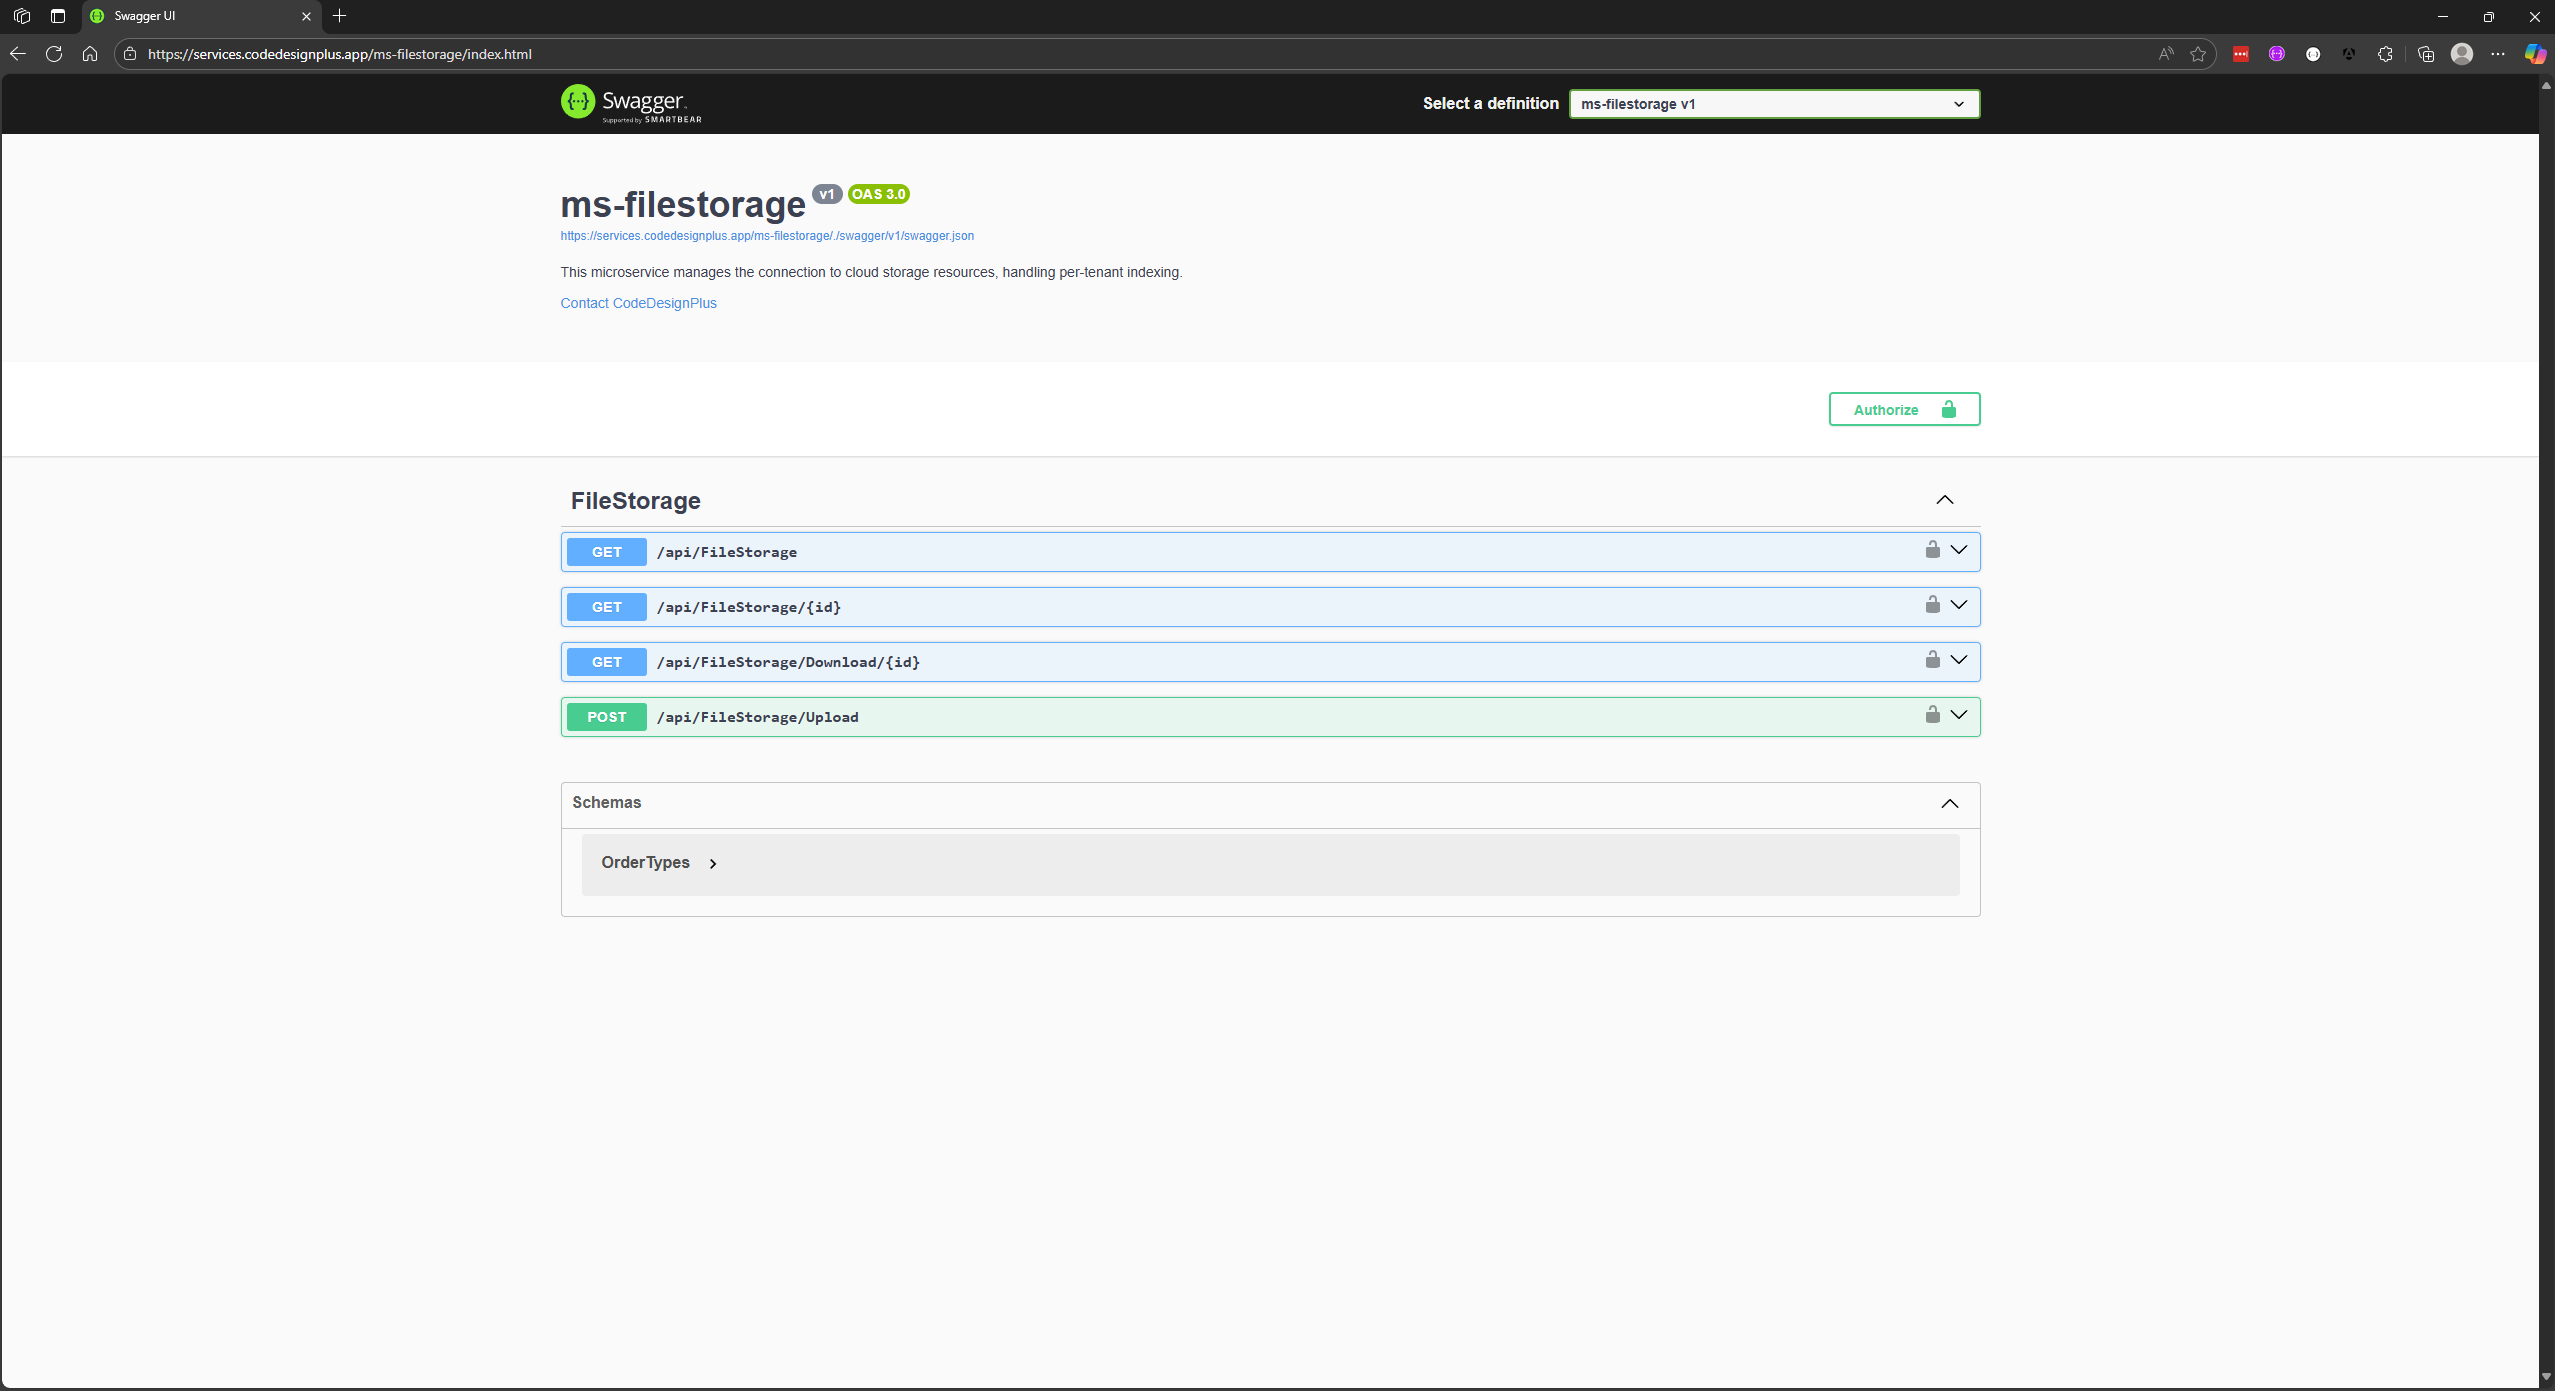 Swagger UI
https://services.codedesignplus.app/ms-filestorage/index.html
Swagger
Supported by SMARTBEAR
Select a definition
ms-filestorage v1
ms-filestorage v1 OAS 3.0
https://services.codedesignplus.app/ms-filestorage/./swagger/v1/swagger.json
This microservice manages the connection to cloud storage resources, handling per-tenant indexing.
Contact CodeDesignPlus
Authorize
FileStorage
GET /api/FileStorage
GET /api/FileStorage/{id}
GET /api/FileStorage/Download/{id}
POST /api/FileStorage/Upload
Schemas
OrderTypes